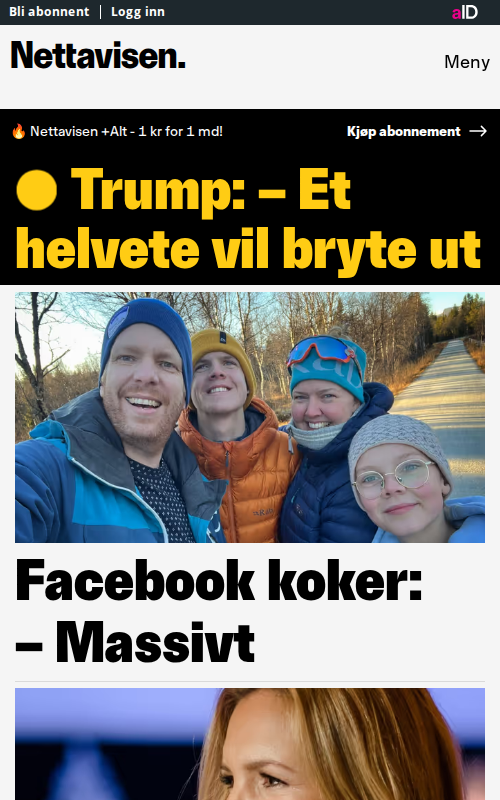 Bli abonnent | Logg inn
aID
Nettavisen.
Meny
🔥 Nettavisen +Alt - 1 kr for 1 md!
Kjøp abonnement →
Trump: – Et
helvete vil bryte ut
Facebook koker:
– Massivt